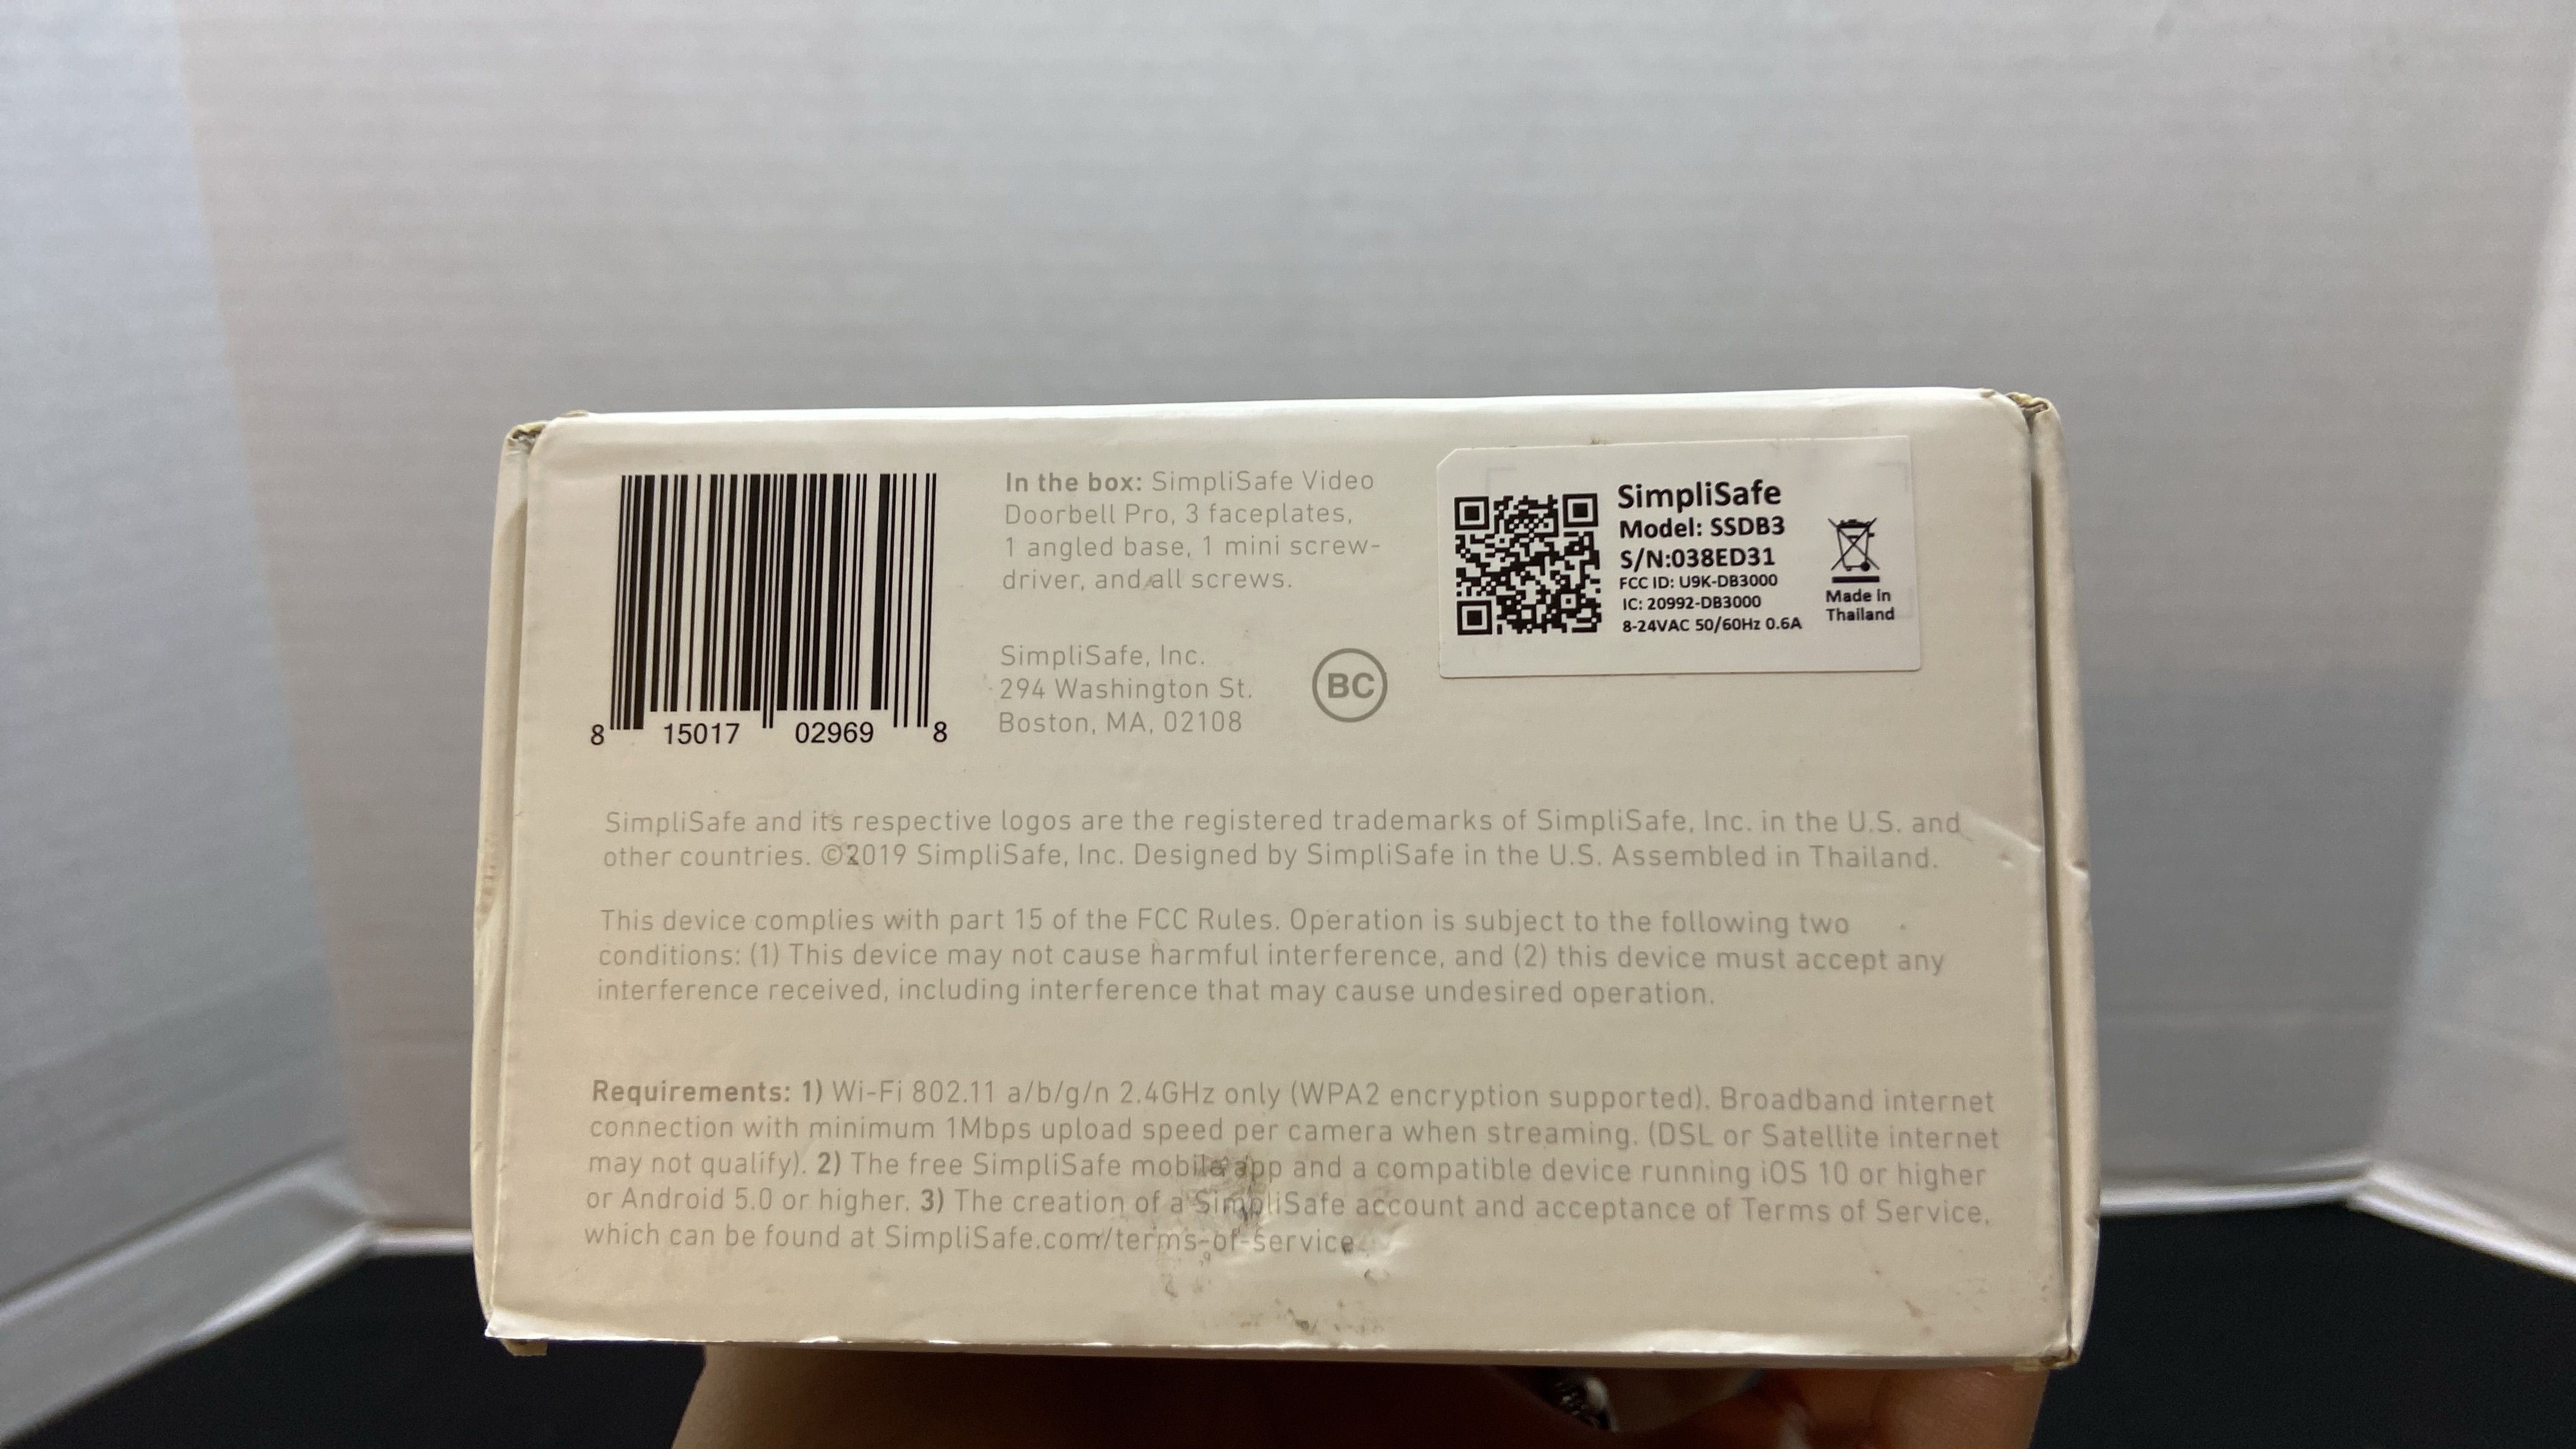 8 15017 02969 8
In the box: SimpliSafe Video
Doorbell Pro, 3 faceplates,
1 angled base, 1 mini screw-
driver, and all screws.
SimpliSafe, Inc.
294 Washington St.
Boston, MA, 02108
BC
SimpliSafe
Model: SSDB3
S/N:038ED31
FCC ID: U9K-DB3000
IC: 20992-DB3000
8-24VAC 50/60Hz 0.6A
Made in
Thailand
SimpliSafe and its respective logos are the registered trademarks of SimpliSafe, Inc. in the U.S. and
other countries. ©2019 SimpliSafe, Inc. Designed by SimpliSafe in the U.S. Assembled in Thailand.
This device complies with part 15 of the FCC Rules. Operation is subject to the following two
conditions: (1) This device may not cause harmful interference, and (2) this device must accept any
interference received, including interference that may cause undesired operation.
Requirements: 1) Wi-Fi 802.11 a/b/g/n 2.4GHz only (WPA2 encryption supported). Broadband internet
connection with minimum 1Mbps upload speed per camera when streaming. (DSL or Satellite internet
may not qualify). 2) The free SimpliSafe mobile app and a compatible device running iOS 10 or higher
or Android 5.0 or higher. 3) The creation of a SimpliSafe account and acceptance of Terms of Service,
which can be found at SimpliSafe.com/terms-of-service.